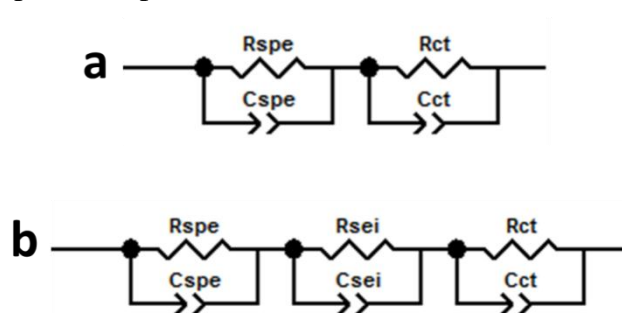 a
Rspe Rct
Cspe Cct
b
Rspe Rsei Rct
Cspe Csei Cct